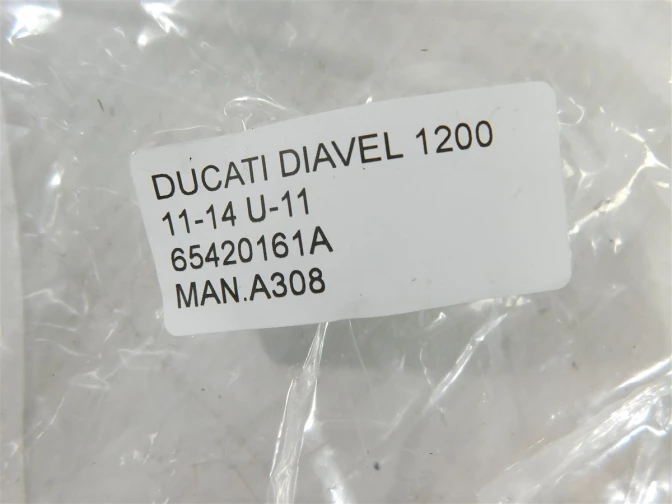 DUCATI DIAVEL 1200
11-14 U-11
65420161A
MAN.A308